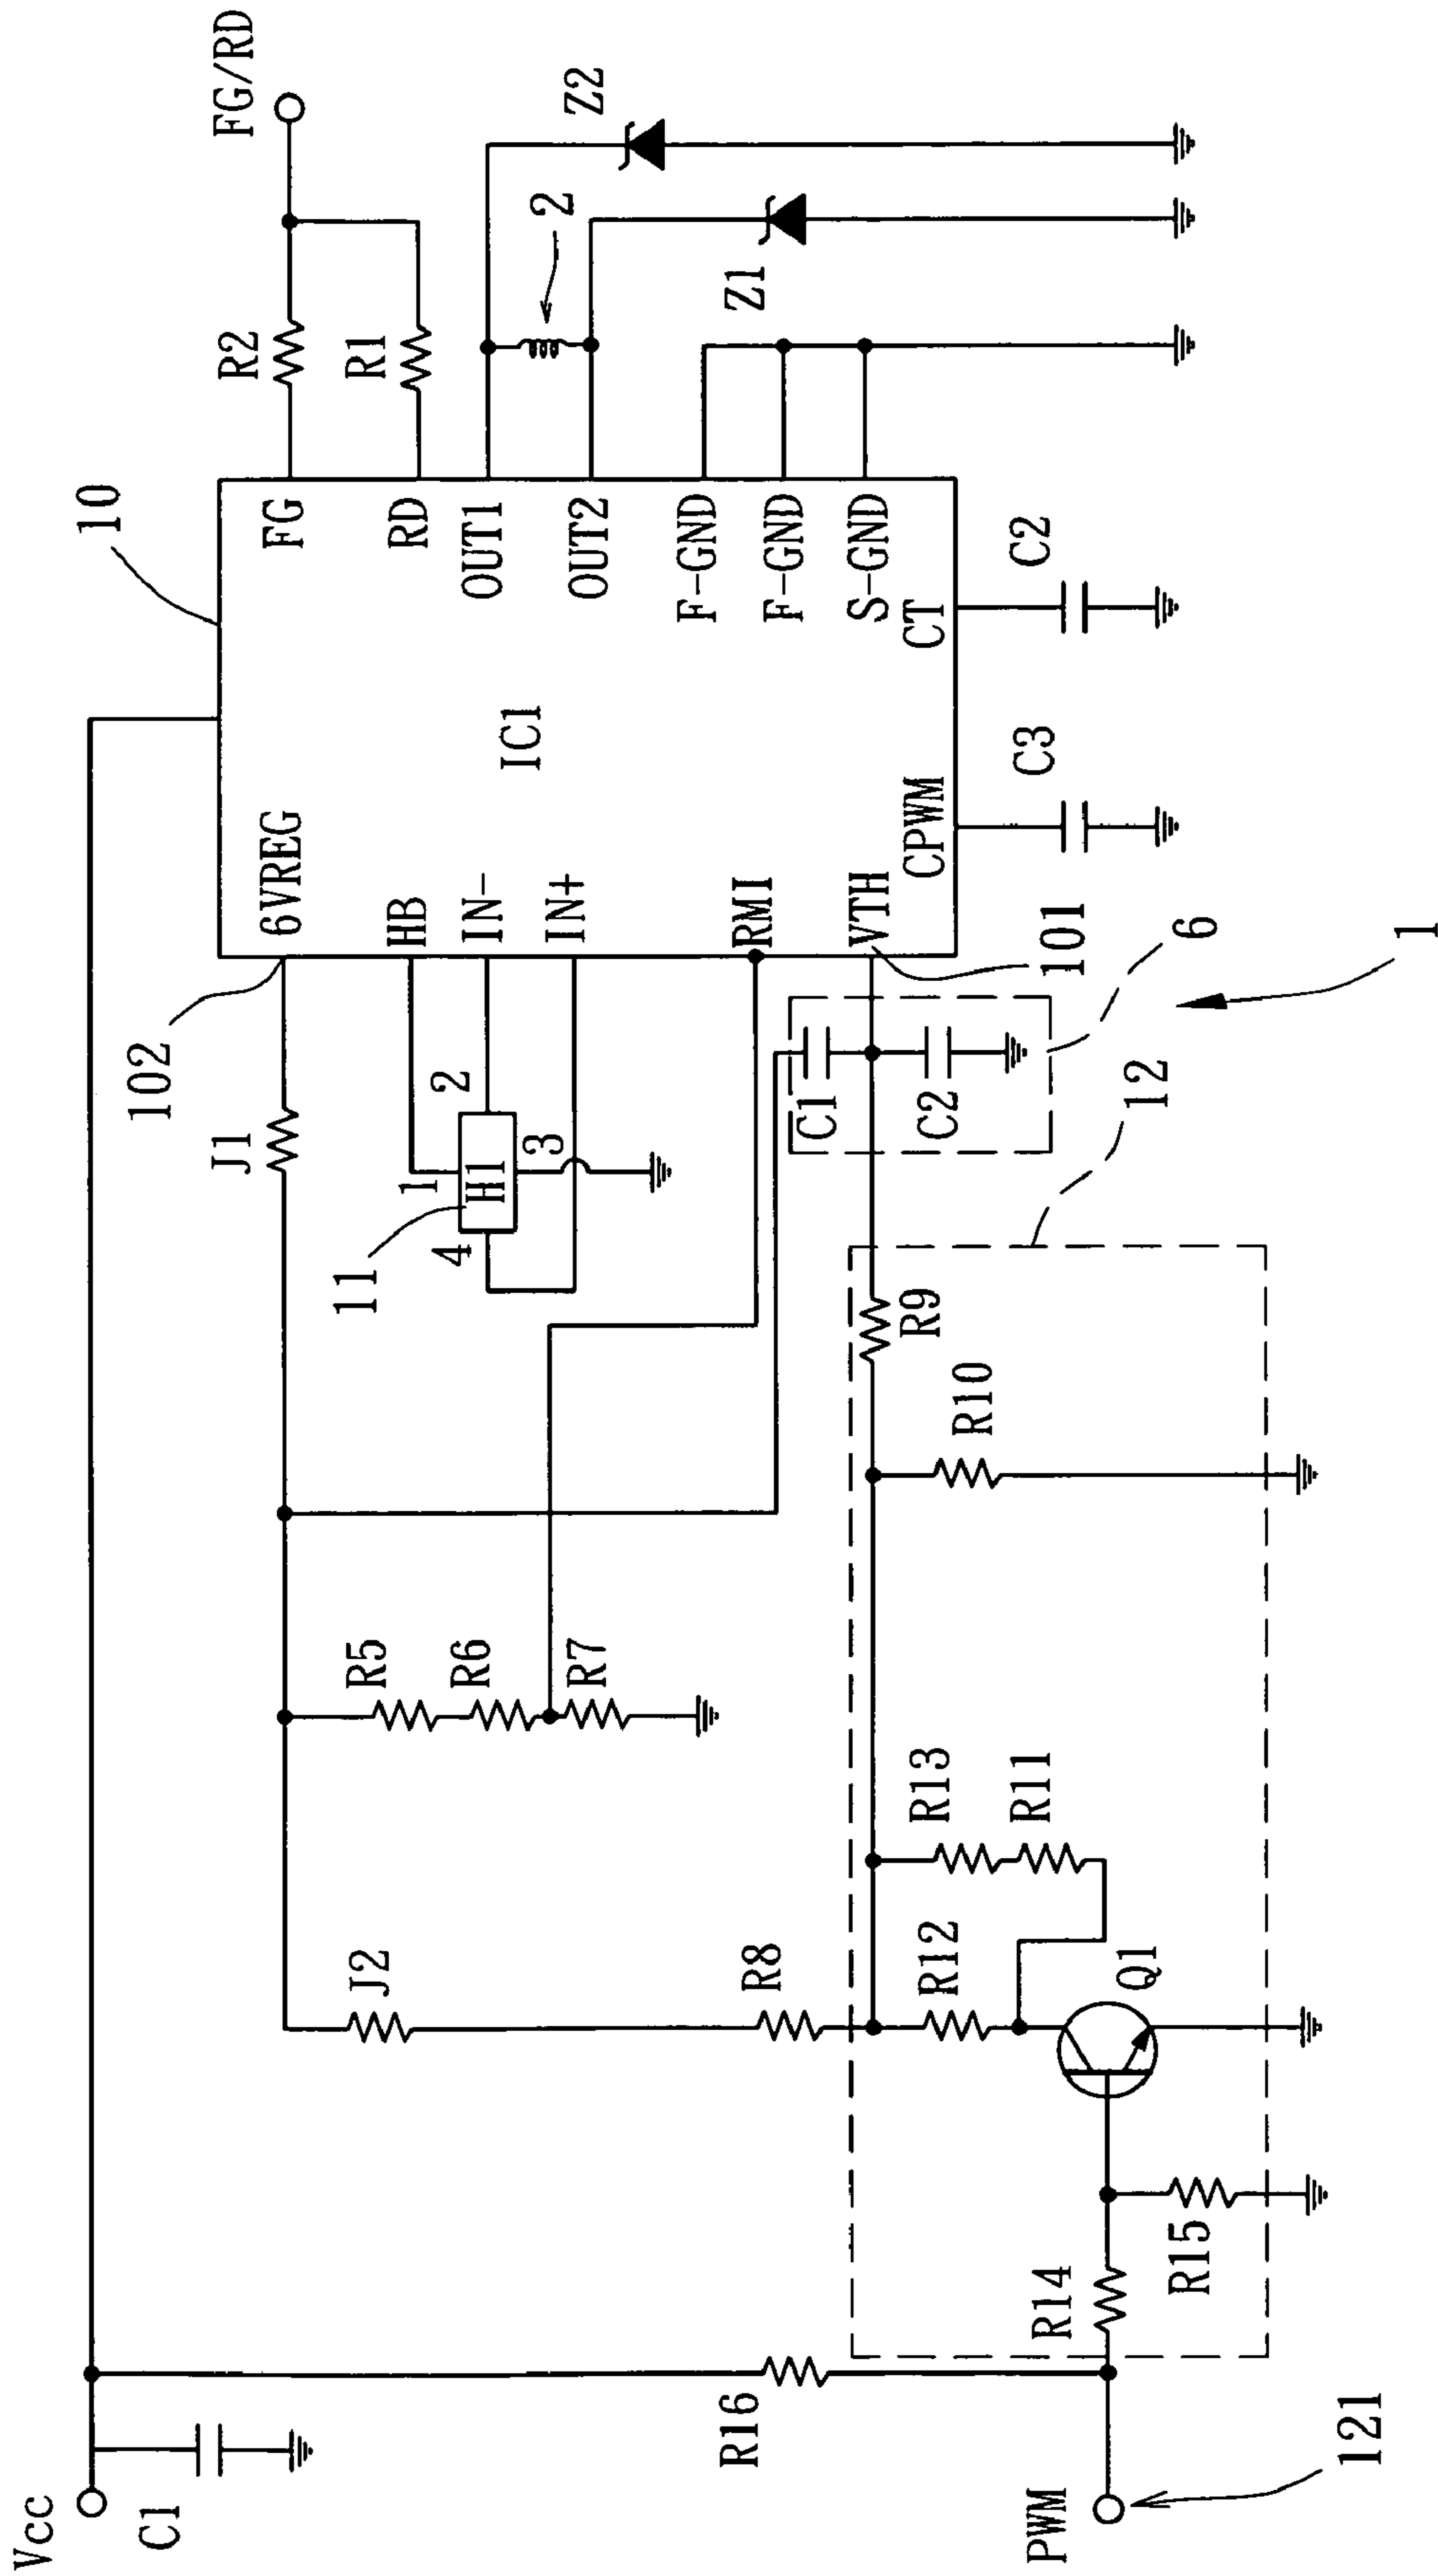 Vcc
C1
PWM
121
R16
R14
R15
Q1
R12
R13
R11
R8
J2
R5
R6
R7
R10
R9
12
6
1
C1
C2
J1
102
11
H1
1
2
3
4
101
10
IC1
6VREG
HB
IN-
IN+
RMI
VTH
CPWM
CT
FG
RD
OUT1
OUT2
F-GND
F-GND
S-GND
C3
C2
R2
R1
FG/RD
2
Z1
Z2